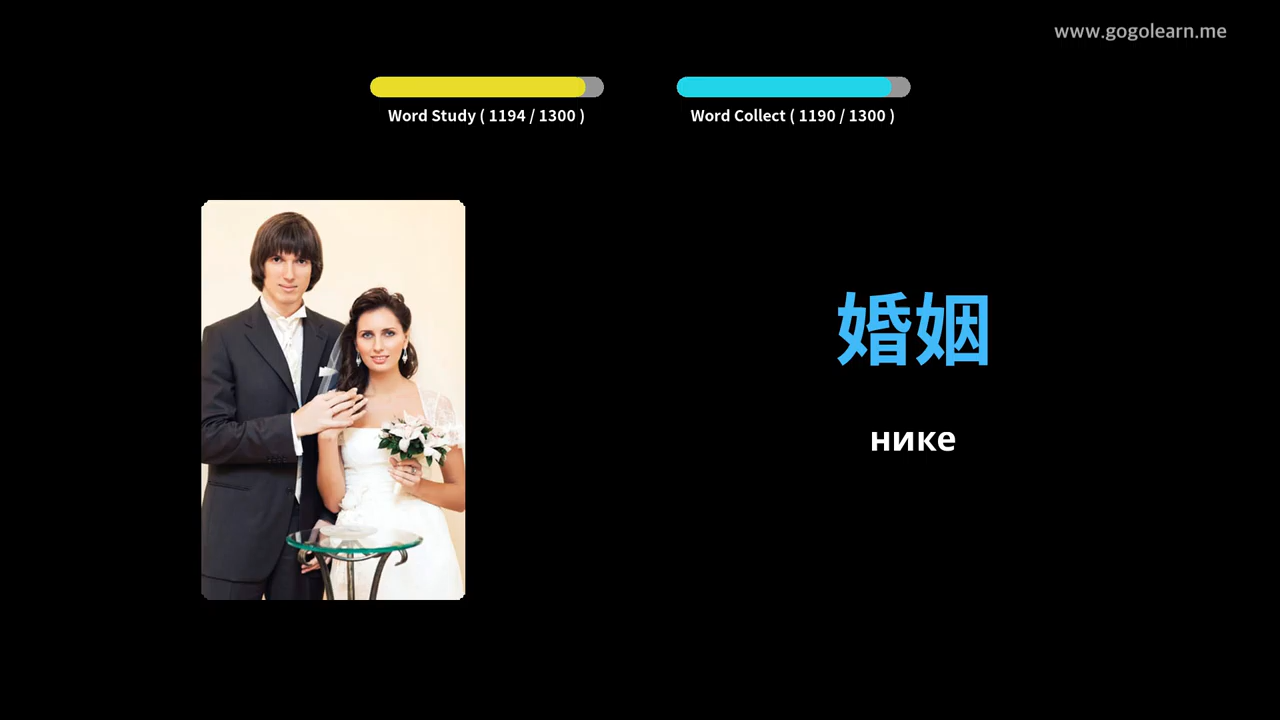 www.gogolearn.me
Word Study ( 1194 / 1300 )
Word Collect ( 1190 / 1300 )
婚姻
нике